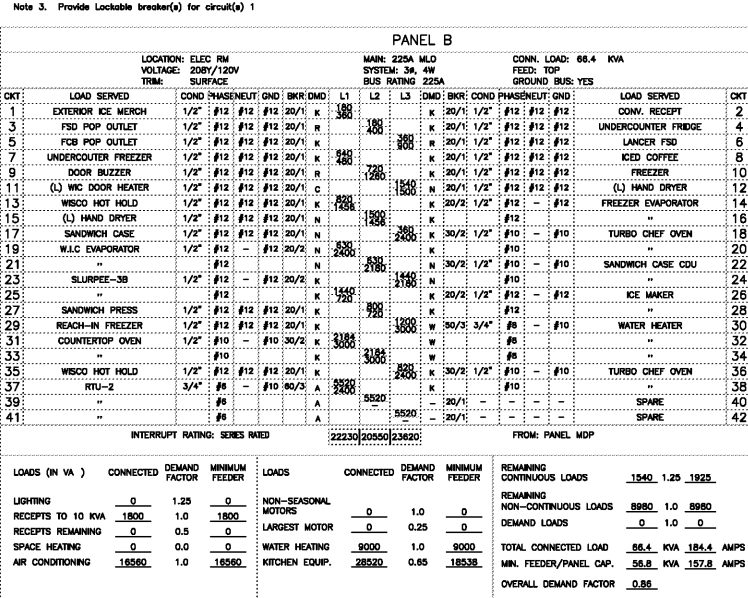 Note 3. Provide Lockable breaker(s) for circuit(s) 1
PANEL B
LOCATION: ELEC RM MAIN: 225A MLO CONN. LOAD: 66.4 KVA
VOLTAGE: 208Y/120V SYSTEM: 3ø, 4W FEED: TOP
TRIM: SURFACE BUS RATING 225A GROUND BUS: YES
CKT LOAD SERVED COND PHASE NEUT GND BKR DMD L1 L2 L3 DMD BKR COND PHASE NEUT GND LOAD SERVED CKT
1 EXTERIOR ICE MERCH 1/2" #12 #12 #12 20/1 K 180 360 K 20/1 1/2" #12 #12 #12 CONV. RECEPT 2
3 FSD POP OUTLET 1/2" #12 #12 #12 20/1 R 180 400 K 20/1 1/2" #12 #12 #12 UNDERCOUNTER FRIDGE 4
5 FCB POP OUTLET 1/2" #12 #12 #12 20/1 K 360 900 R 20/1 1/2" #12 #12 #12 LANCER FSD 6
7 UNDERCOUTER FREEZER 1/2" #12 #12 #12 20/1 K 640 480 K 20/1 1/2" #12 #12 #12 ICED COFFEE 8
9 DOOR BUZZER 1/2" #12 #12 #12 20/1 R 720 1260 K 20/1 1/2" #12 #12 #12 FREEZER 10
11 (L) WIC DOOR HEATER 1/2" #12 #12 #12 20/1 C 1540 1500 N 20/1 1/2" #12 #12 #12 (L) HAND DRYER 12
13 WISCO HOT HOLD 1/2" #12 #12 #12 20/1 K 820 1456 K 20/2 1/2" #12 - #12 FREEZER EVAPORATOR 14
15 (L) HAND DRYER 1/2" #12 #12 #12 20/1 N 1500 1456 K #12 " 16
17 SANDWICH CASE 1/2" #12 #12 #12 20/1 N 360 2400 K 30/2 1/2" #10 - #10 TURBO CHEF OVEN 18
19 W.I.C EVAPORATOR 1/2" #12 - #12 20/2 N 630 2400 K #10 " 20
21 " #12 N 630 2180 N 30/2 1/2" #10 - #10 SANDWICH CASE CDU 22
23 SLURPEE-3B 1/2" #12 - #12 20/2 K 1440 2180 N #10 " 24
25 " #12 K 1440 720 K 20/2 1/2" #12 - #12 ICE MAKER 26
27 SANDWICH PRESS 1/2" #12 #12 #12 20/1 K 800 720 K #12 " 28
29 REACH-IN FREEZER 1/2" #12 #12 #12 20/1 K 1200 3000 W 50/3 3/4" #6 - #10 WATER HEATER 30
31 COUNTERTOP OVEN 1/2" #10 - #10 30/2 K 2184 3000 W #6 " 32
33 " #10 K 2184 3000 W #6 " 34
35 WISCO HOT HOLD 1/2" #12 #12 #12 20/1 K 820 2400 K 30/2 1/2" #10 - #10 TURBO CHEF OVEN 36
37 RTU-2 3/4" #6 - #10 60/3 A 5520 2400 K #10 " 38
39 " #6 A 5520 - - 20/1 - - - - SPARE 40
41 " #6 A 5520 - - 20/1 - - - - SPARE 42
INTERRUPT RATING: SERIES RATED 22230 20550 23620 FROM: PANEL MDP
LOADS (IN VA ) CONNECTED DEMAND FACTOR MINIMUM FEEDER
LIGHTING 0 1.25 0
RECEPTS TO 10 KVA 1800 1.0 1800
RECEPTS REMAINING 0 0.5 0
SPACE HEATING 0 0.0 0
AIR CONDITIONING 16560 1.0 16560
LOADS CONNECTED DEMAND FACTOR MINIMUM FEEDER
NON-SEASONAL
MOTORS 0 1.0 0
LARGEST MOTOR 0 0.25 0
WATER HEATING 9000 1.0 9000
KITCHEN EQUIP. 28520 0.65 18538
REMAINING
CONTINUOUS LOADS 1540 1.25 1925
REMAINING
NON-CONTINUOUS LOADS 8980 1.0 8980
DEMAND LOADS 0 1.0 0
TOTAL CONNECTED LOAD 66.4 KVA 184.4 AMPS
MIN. FEEDER/PANEL CAP. 56.8 KVA 157.8 AMPS
OVERALL DEMAND FACTOR 0.86